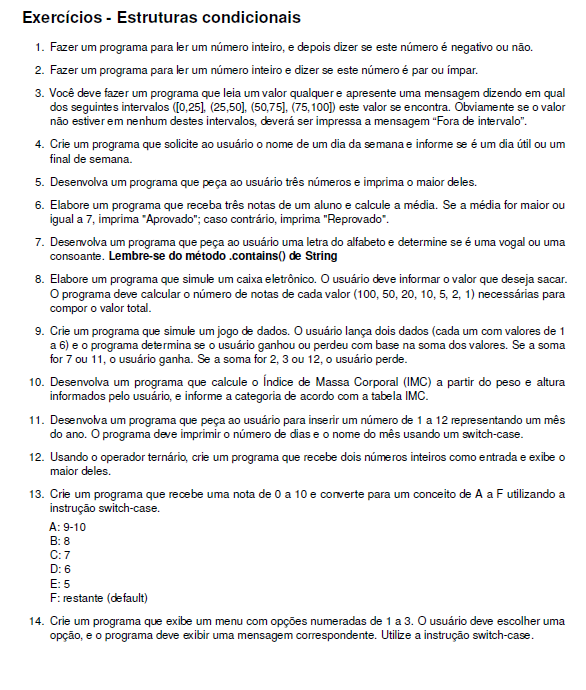 Exercícios - Estruturas condicionais
1. Fazer um programa para ler um número inteiro, e depois dizer se este número é negativo ou não.
2. Fazer um programa para ler um número inteiro e dizer se este número é par ou ímpar.
3. Você deve fazer um programa que leia um valor qualquer e apresente uma mensagem dizendo em qual
dos seguintes intervalos ([0,25], (25,50], (50,75], (75,100]) este valor se encontra. Obviamente se o valor
não estiver em nenhum destes intervalos, deverá ser impressa a mensagem “Fora de intervalo”.
4. Crie um programa que solicite ao usuário o nome de um dia da semana e informe se é um dia útil ou um
final de semana.
5. Desenvolva um programa que peça ao usuário três números e imprima o maior deles.
6. Elabore um programa que receba três notas de um aluno e calcule a média. Se a média for maior ou
igual a 7, imprima "Aprovado"; caso contrário, imprima "Reprovado".
7. Desenvolva um programa que peça ao usuário uma letra do alfabeto e determine se é uma vogal ou uma
consoante. Lembre-se do método .contains() de String
8. Elabore um programa que simule um caixa eletrônico. O usuário deve informar o valor que deseja sacar.
O programa deve calcular o número de notas de cada valor (100, 50, 20, 10, 5, 2, 1) necessárias para
compor o valor total.
9. Crie um programa que simule um jogo de dados. O usuário lança dois dados (cada um com valores de 1
a 6) e o programa determina se o usuário ganhou ou perdeu com base na soma dos valores. Se a soma
for 7 ou 11, o usuário ganha. Se a soma for 2, 3 ou 12, o usuário perde.
10. Desenvolva um programa que calcule o Índice de Massa Corporal (IMC) a partir do peso e altura
informados pelo usuário, e informe a categoria de acordo com a tabela IMC.
11. Desenvolva um programa que peça ao usuário para inserir um número de 1 a 12 representando um mês
do ano. O programa deve imprimir o número de dias e o nome do mês usando um switch-case.
12. Usando o operador ternário, crie um programa que recebe dois números inteiros como entrada e exibe o
maior deles.
13. Crie um programa que recebe uma nota de 0 a 10 e converte para um conceito de A a F utilizando a
instrução switch-case.
A: 9-10
B: 8
C: 7
D: 6
E: 5
F: restante (default)
14. Crie um programa que exibe um menu com opções numeradas de 1 a 3. O usuário deve escolher uma
opção, e o programa deve exibir uma mensagem correspondente. Utilize a instrução switch-case.